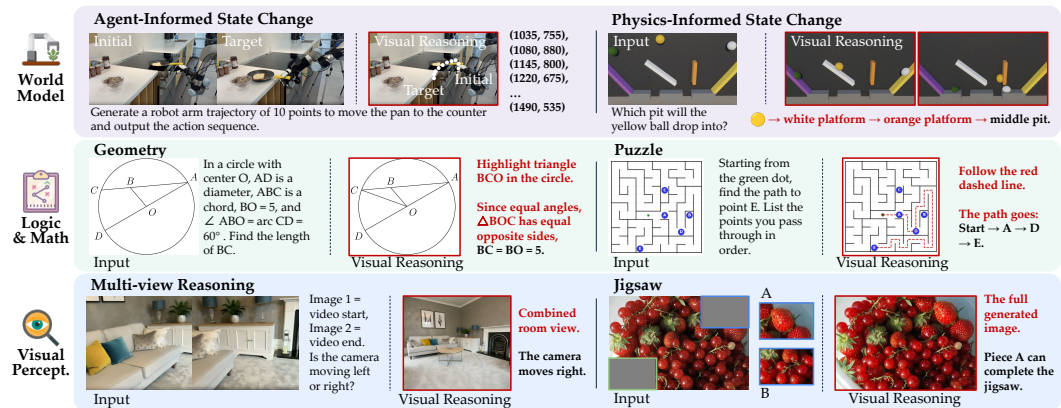 Agent-Informed State Change
Initial
Target
Visual Reasoning
Initial
Target
(1035, 755),
(1080, 880),
(1145, 800),
(1220, 675),
...
(1490, 535)
Generate a robot arm trajectory of 10 points to move the pan to the counter
and output the action sequence.
Physics-Informed State Change
Input
Visual Reasoning
Which pit will the
yellow ball drop into?
→ white platform → orange platform → middle pit.
World
Model
Geometry
A
B
C
O
D
Input
In a circle with
center O, AD is a
diameter, ABC is a
chord, BO = 5, and
∠ ABO = arc CD =
60° . Find the length
of BC.
A
B
C
O
D
Visual Reasoning
Highlight triangle
BCO in the circle.
Since equal angles,
△BOC has equal
opposite sides,
BC = BO = 5.
Puzzle
C
A
B
D
E
Input
Starting from
the green dot,
find the path to
point E. List the
points you pass
through in
order.
C
A
B
D
E
Visual Reasoning
Follow the red
dashed line.
The path goes:
Start → A → D
→ E.
Logic
& Math
Multi-view Reasoning
Input
Image 1 =
video start,
Image 2 =
video end.
Is the camera
moving left
or right?
Visual Reasoning
Combined
room view.
The camera
moves right.
Jigsaw
Input
A
B
Visual Reasoning
The full
generated
image.
Piece A can
complete the
jigsaw.
Visual
Percept.